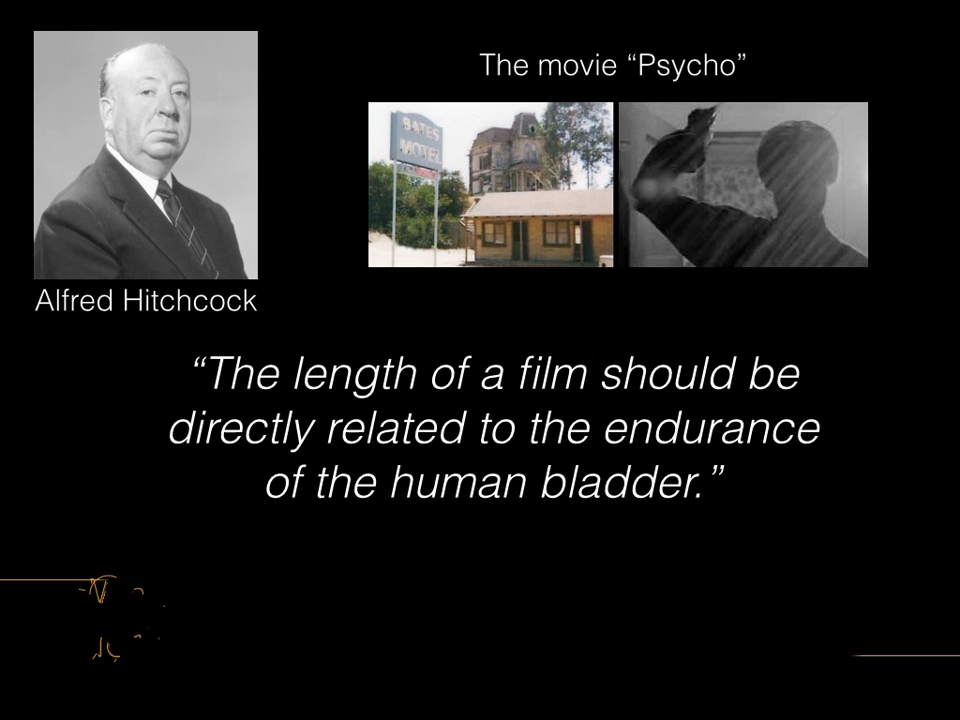 The movie “Psycho”
BATES
MOTEL
Alfred Hitchcock
“The length of a film should be
directly related to the endurance
of the human bladder.”